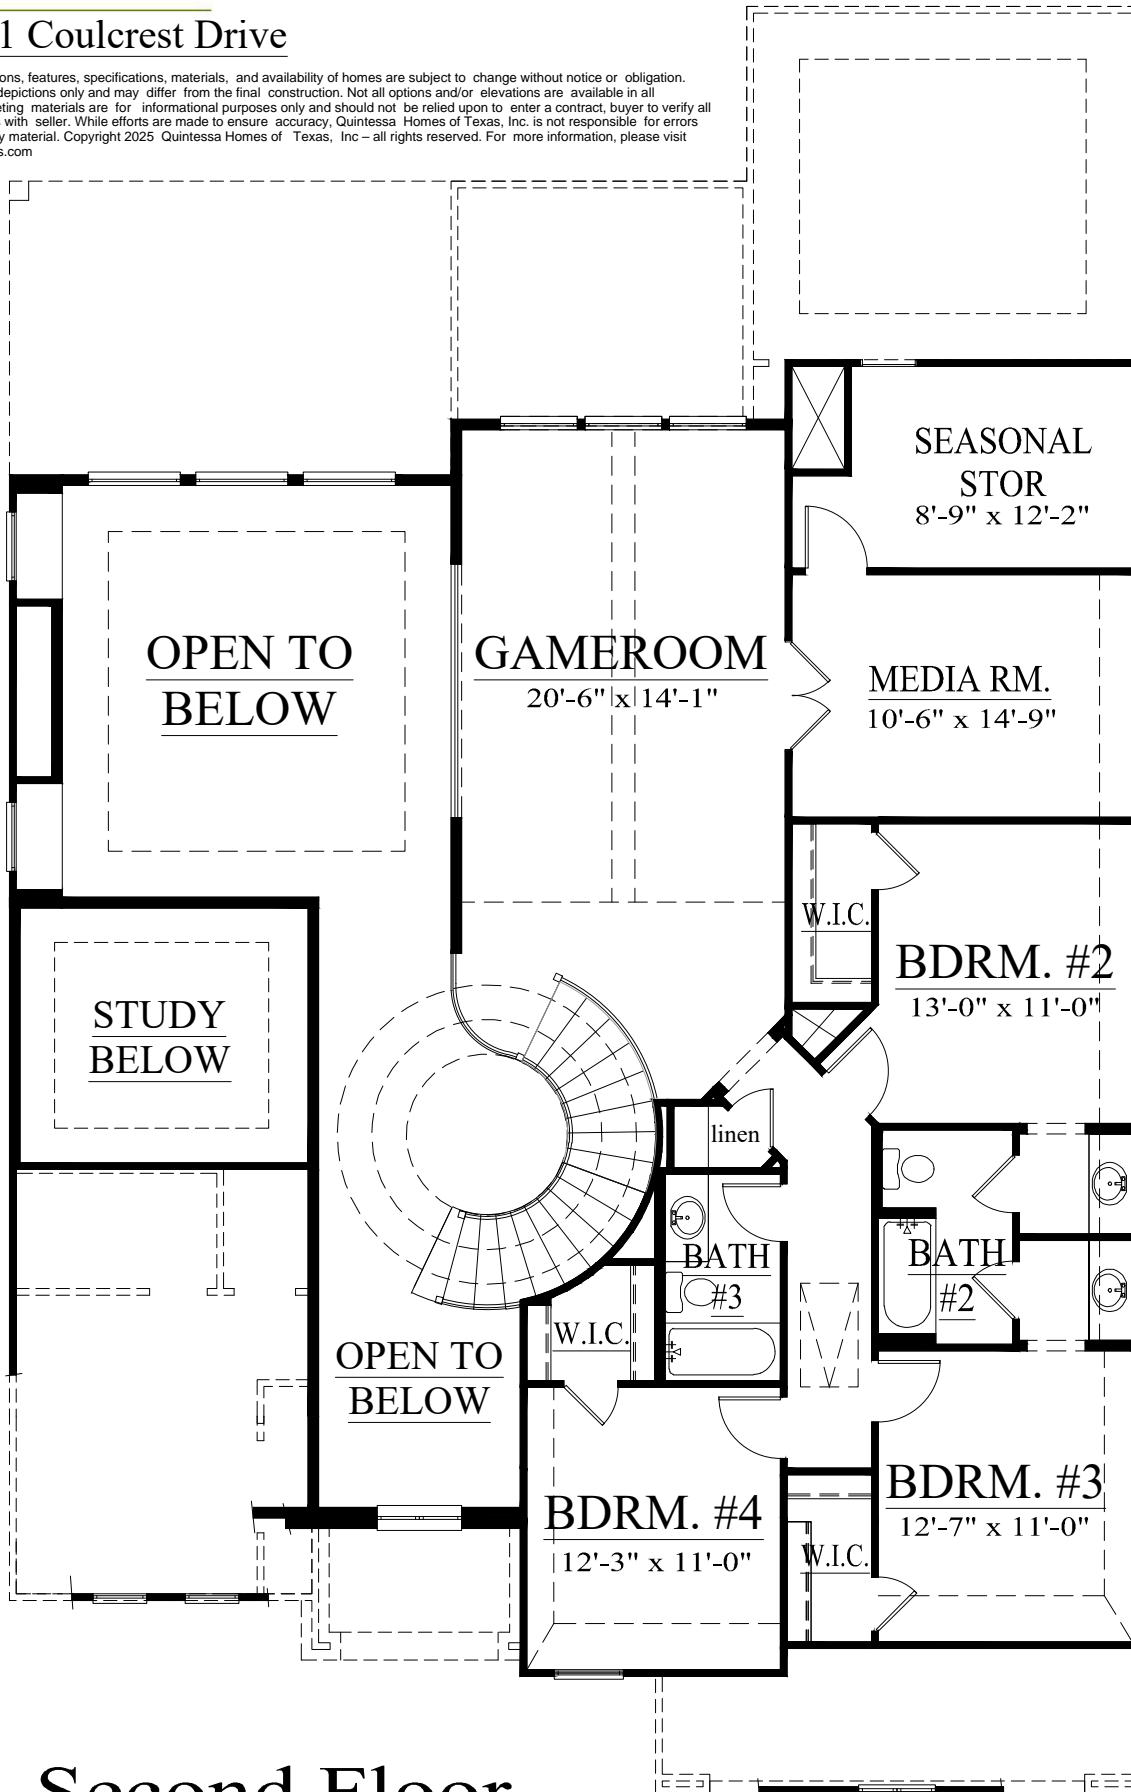 1 Coulcrest Drive
ons, features, specifications, materials, and availability of homes are subject to change without notice or obligation.
depictions only and may differ from the final construction. Not all options and/or elevations are available in all
eting materials are for informational purposes only and should not be relied upon to enter a contract, buyer to verify all
s with seller. While efforts are made to ensure accuracy, Quintessa Homes of Texas, Inc. is not responsible for errors
y material. Copyright 2025 Quintessa Homes of Texas, Inc – all rights reserved. For more information, please visit
s.com
SEASONAL
STOR
8'-9" x 12'-2"
OPEN TO
BELOW
GAMEROOM
20'-6" x 14'-1"
MEDIA RM.
10'-6" x 14'-9"
W.I.C.
BDRM. #2
13'-0" x 11'-0"
STUDY
BELOW
linen
BATH
#3
BATH
#2
W.I.C.
OPEN TO
BELOW
BDRM. #4
12'-3" x 11'-0"
BDRM. #3
12'-7" x 11'-0"
W.I.C.
Second Floor